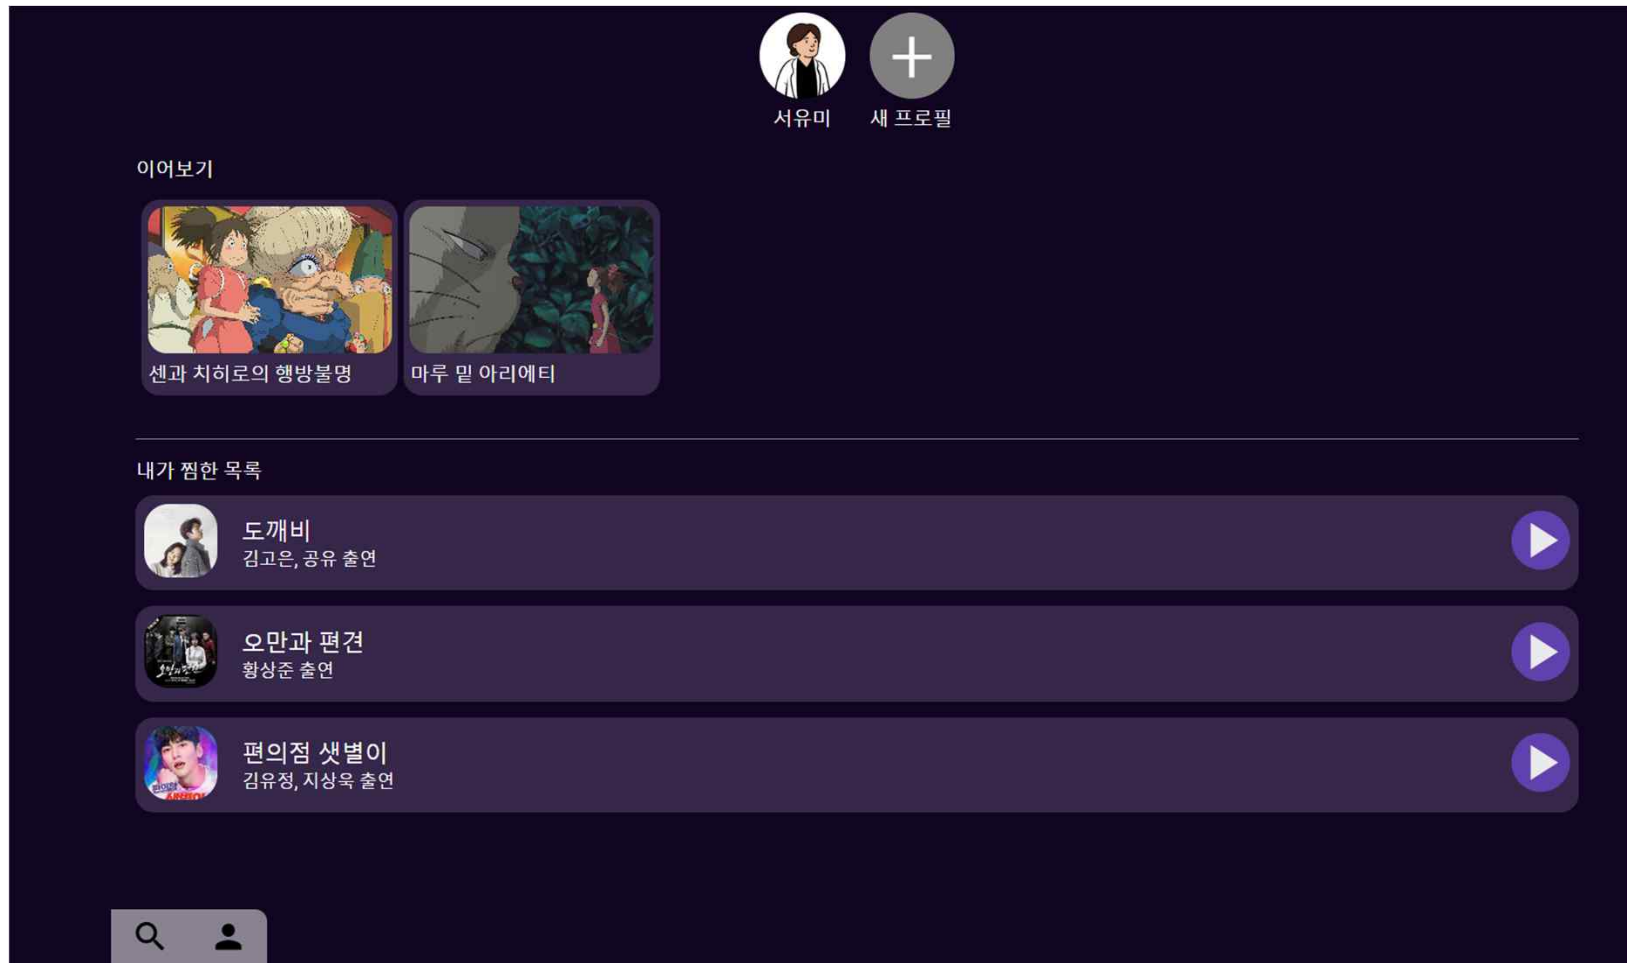 서유미
새 프로필
이어보기
센과 치히로의 행방불명
마루 밑 아리에티
내가 찜한 목록
도깨비
김고은, 공유 출연
오만과 편견
황상준 출연
편의점 샛별이
김유정, 지상욱 출연